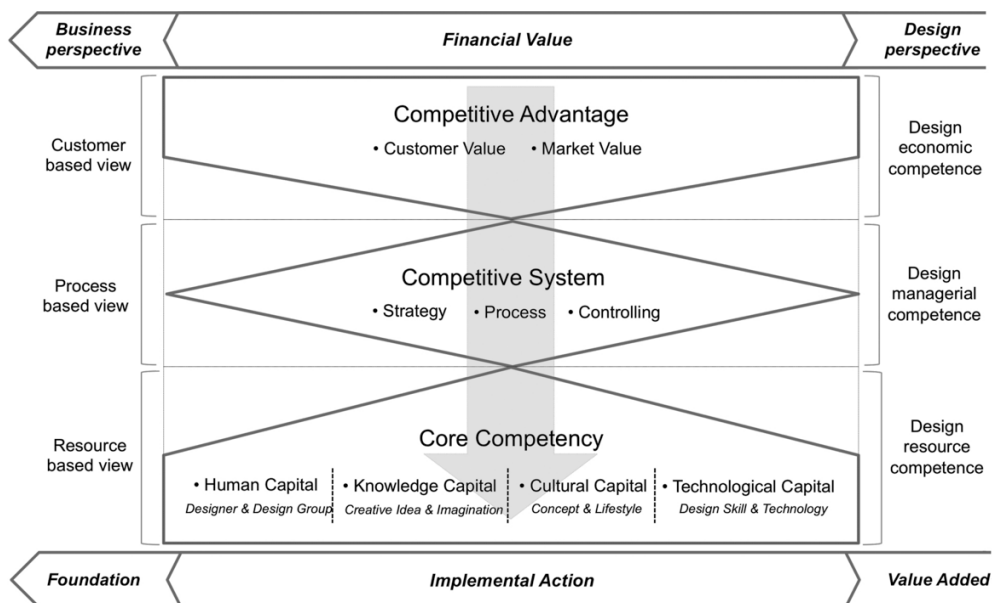 Business
perspective
Financial Value
Design
perspective
Customer
based view
Competitive Advantage
• Customer Value • Market Value
Design
economic
competence
Process
based view
Competitive System
• Strategy • Process • Controlling
Design
managerial
competence
Resource
based view
Core Competency
• Human Capital • Knowledge Capital • Cultural Capital • Technological Capital
Designer & Design Group Creative Idea & Imagination Concept & Lifestyle Design Skill & Technology
Design
resource
competence
Foundation
Implemental Action
Value Added